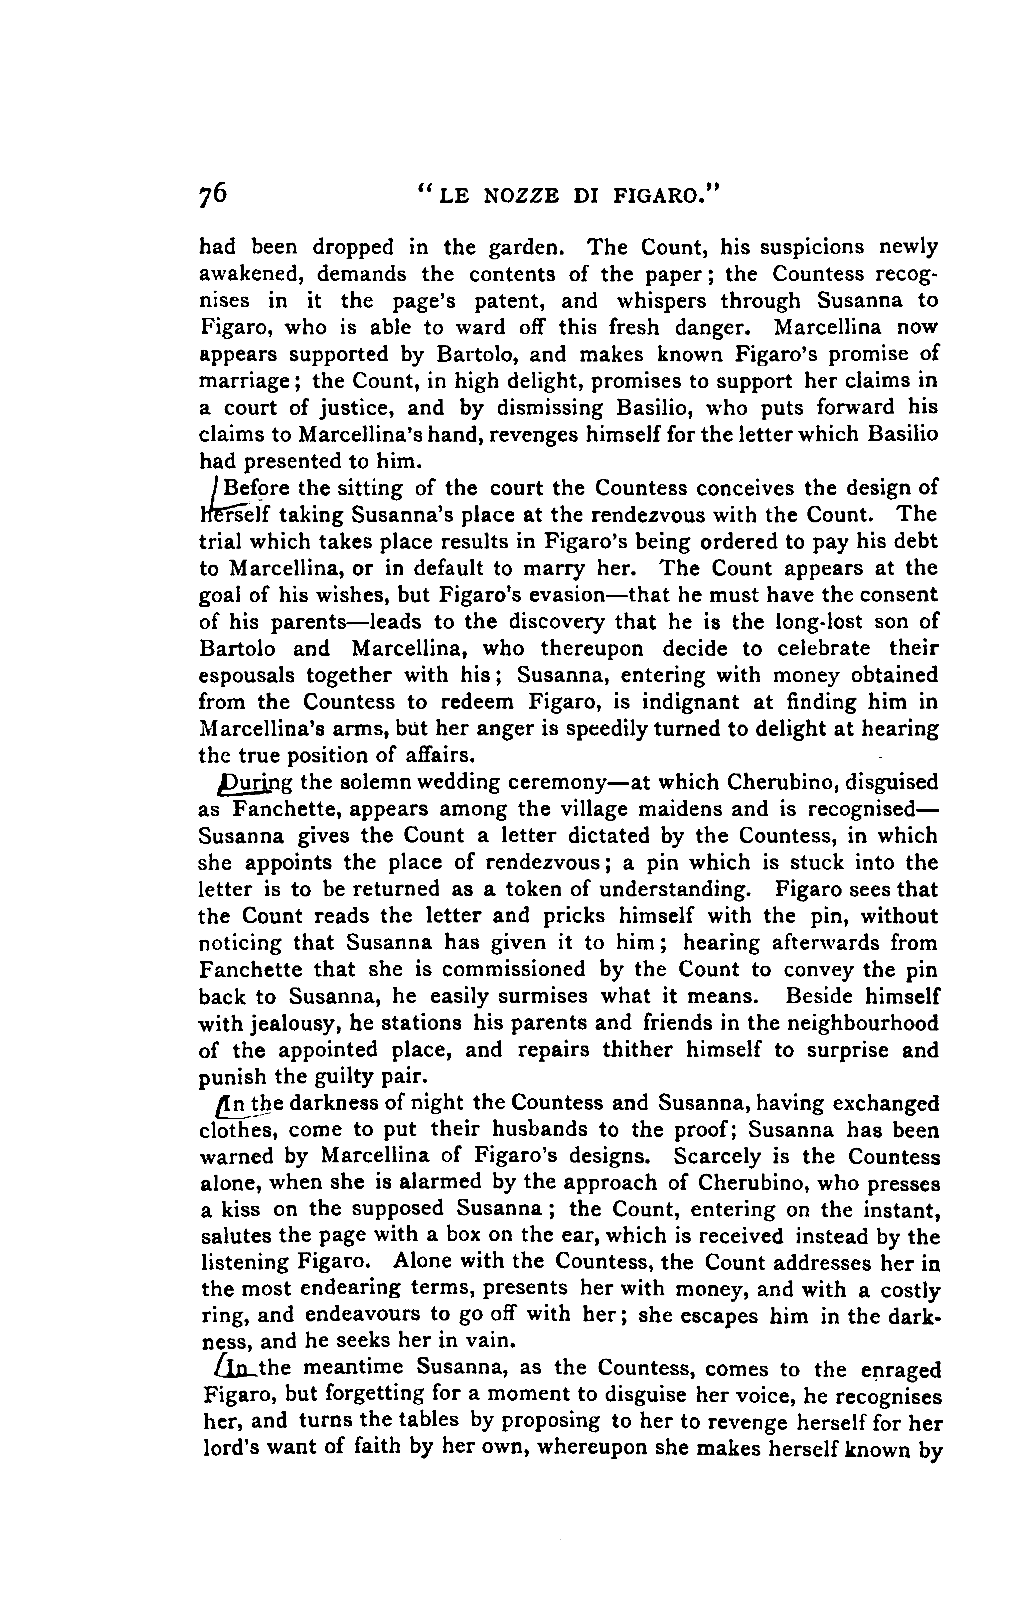 76 "LE NOZZE DI FIGARO."
had been dropped in the garden. The Count, his suspicions newly
awakened, demands the contents of the paper; the Countess recog-
nises in it the page's patent, and whispers through Susanna to
Figaro, who is able to ward off this fresh danger. Marcellina now
appears supported by Bartolo, and makes known Figaro's promise of
marriage; the Count, in high delight, promises to support her claims in
a court of justice, and by dismissing Basilio, who puts forward his
claims to Marcellina's hand, revenges himself for the letter which Basilio
had presented to him.
Before the sitting of the court the Countess conceives the design of
herself taking Susanna's place at the rendezvous with the Count. The
trial which takes place results in Figaro's being ordered to pay his debt
to Marcellina, or in default to marry her. The Count appears at the
goal of his wishes, but Figaro's evasion—that he must have the consent
of his parents—leads to the discovery that he is the long-lost son of
Bartolo and Marcellina, who thereupon decide to celebrate their
espousals together with his; Susanna, entering with money obtained
from the Countess to redeem Figaro, is indignant at finding him in
Marcellina's arms, but her anger is speedily turned to delight at hearing
the true position of affairs.
During the solemn wedding ceremony—at which Cherubino, disguised
as Fanchette, appears among the village maidens and is recognised—
Susanna gives the Count a letter dictated by the Countess, in which
she appoints the place of rendezvous; a pin which is stuck into the
letter is to be returned as a token of understanding. Figaro sees that
the Count reads the letter and pricks himself with the pin, without
noticing that Susanna has given it to him; hearing afterwards from
Fanchette that she is commissioned by the Count to convey the pin
back to Susanna, he easily surmises what it means. Beside himself
with jealousy, he stations his parents and friends in the neighbourhood
of the appointed place, and repairs thither himself to surprise and
punish the guilty pair.
In the darkness of night the Countess and Susanna, having exchanged
clothes, come to put their husbands to the proof; Susanna has been
warned by Marcellina of Figaro's designs. Scarcely is the Countess
alone, when she is alarmed by the approach of Cherubino, who presses
a kiss on the supposed Susanna; the Count, entering on the instant,
salutes the page with a box on the ear, which is received instead by the
listening Figaro. Alone with the Countess, the Count addresses her in
the most endearing terms, presents her with money, and with a costly
ring, and endeavours to go off with her; she escapes him in the dark-
ness, and he seeks her in vain.
In the meantime Susanna, as the Countess, comes to the enraged
Figaro, but forgetting for a moment to disguise her voice, he recognises
her, and turns the tables by proposing to her to revenge herself for her
lord's want of faith by her own, whereupon she makes herself known by